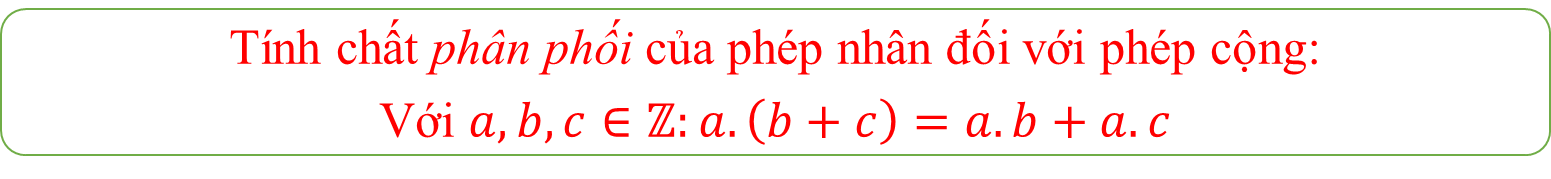 Tính chất phân phối của phép nhân đối với phép cộng:
Với a, b, c ∈ ℤ: a. (b + c) = a. b + a. c